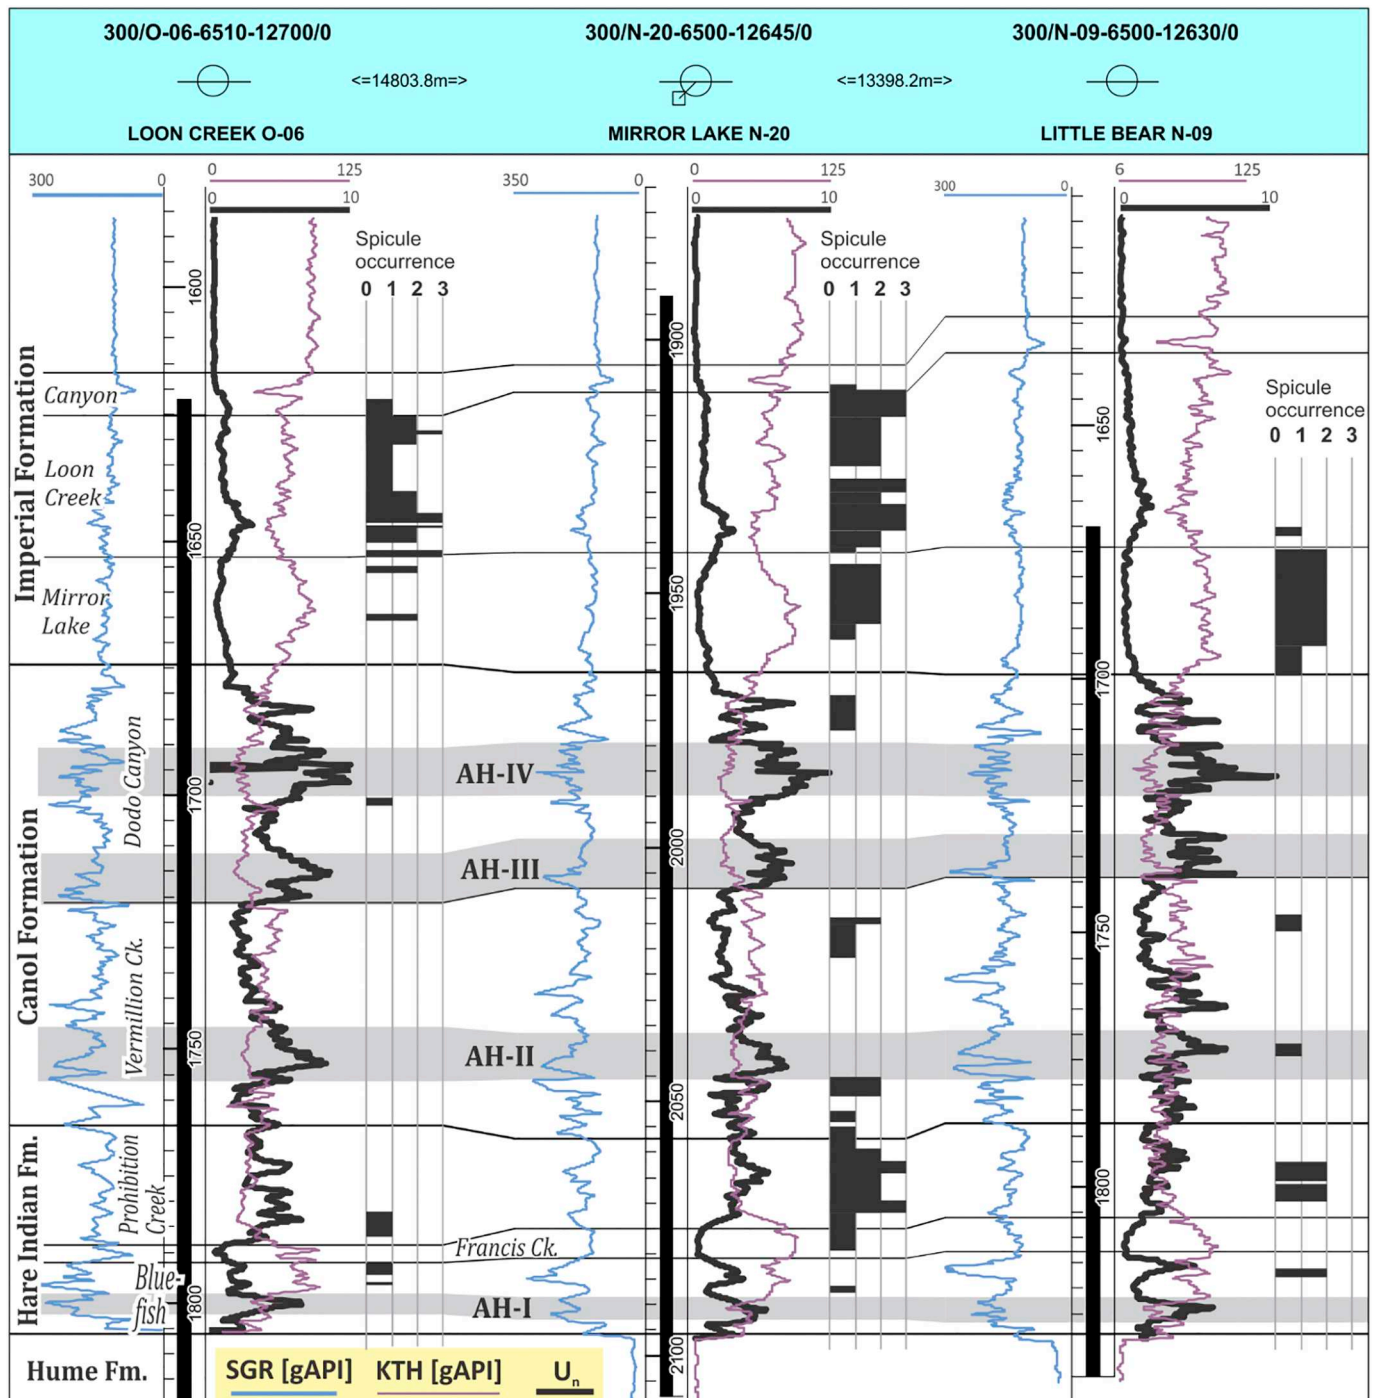 300/O-06-6510-12700/0 300/N-20-6500-12645/0 300/N-09-6500-12630/0
<=14803.8m=> <=13398.2m=>
LOON CREEK O-06 MIRROR LAKE N-20 LITTLE BEAR N-09
0 125 0 125 6 125
300 0 350 0 300 0
0 10 0 10 0 10
Spicule
occurrence
0 1 2 3
Spicule
occurrence
0 1 2 3
Spicule
occurrence
0 1 2 3
1600
1650
1700
1750
1800
1900
1950
2000
2050
2100
1650
1700
1750
1800
Imperial Formation
Canyon
Loon
Creek
Mirror
Lake
Canol Formation
Dodo Canyon
Vermillion Ck.
Hare Indian Fm.
Prohibition
Creek
Francis Ck.
Blue-
fish
AH-IV
AH-III
AH-II
AH-I
Hume Fm.
SGR [gAPI] KTH [gAPI] Un